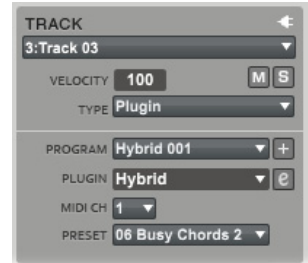 TRACK
3:Track 03
VELOCITY 100 M S
TYPE Plugin
PROGRAM Hybrid 001 +
PLUGIN Hybrid e
MIDI CH 1
PRESET 06 Busy Chords 2